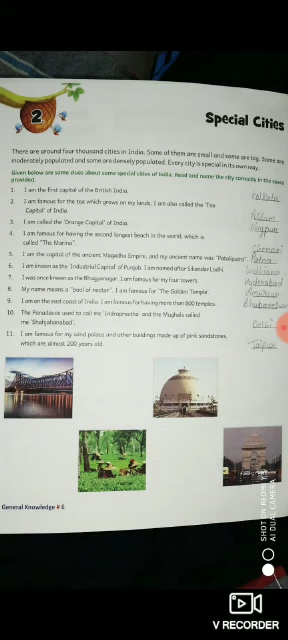 2.
Special Cities
There are around four thousand cities in India. Some of them are small and some are big. Some are
moderately populated and some are densely populated. Every city is special in its own way.
Given below are some clues about some special cities of India. Read and name the city correctly in the space
provided.
1. I am the first capital of the British India. Kolkata
2. I am famous for the tea which grows on my lands. I am also called the 'Tea
Capital' of India. Assam
3. I am called the 'Orange Capital' of India. Nagpur
4. I am famous for having the second longest beach in the world, which is
called "The Marina". Chennai
5. I am the capital of the ancient Magadha Empire, and my ancient name was "Pataliputra". Patna
6. I am known as the Industrial Capital of Punjab. I am named after Sikander Lodhi. Ludhiana
7. I was once known as the Bhagyanagar. I am famous for my four towers. Hyderabad
8. My name means a "pool of nectar". I am famous for 'The Golden Temple' Amritsar
9. I am on the east coast of India. I am famous for having more than 600 temples.
10. The Pandavas used to call me 'Indraprastha' and the Mughals called
me 'Shahjahanabad'. Delhi
11. I am famous for my wind palace and other buildings made up of pink sandstones,
which are almost 200 years old. Jaipur
General Knowledge # 6
SHOT ON REDMI Y3
AI DUAL CAMERA
V RECORDER